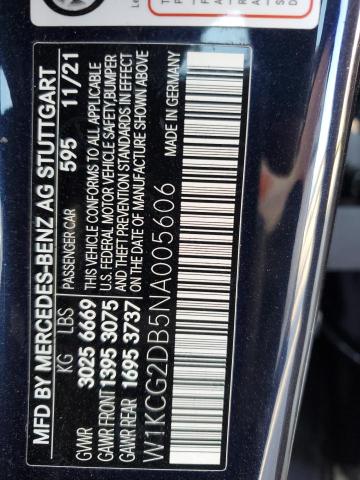 MFD BY MERCEDES-BENZ AG STUTTGART
PASSENGER CAR 595 11/21
KG LBS
GVWR 3025 6669
GAWR FRONT 1395 3075
GAWR REAR 1695 3737
THIS VEHICLE CONFORMS TO ALL APPLICABLE
U.S. FEDERAL MOTOR VEHICLE SAFETY,BUMPER
AND THEFT PREVENTION STANDARDS IN EFFECT
ON THE DATE OF MANUFACTURE SHOWN ABOVE
MADE IN GERMANY
W1KCG2DB5NA005606